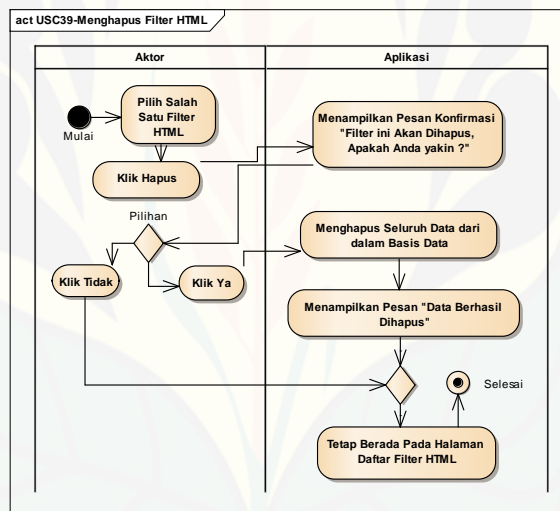 act USC39-Menghapus Filter HTML
Aktor
Aplikasi
Pilih Salah
Satu Filter
HTML
Mulai
Klik Hapus
Menampilkan Pesan Konfirmasi
"Filter ini Akan Dihapus,
Apakah Anda yakin ?"
Pilihan
Klik Tidak
Klik Ya
Menghapus Seluruh Data dari
dalam Basis Data
Menampilkan Pesan "Data Berhasil
Dihapus"
Selesai
Tetap Berada Pada Halaman
Daftar Filter HTML